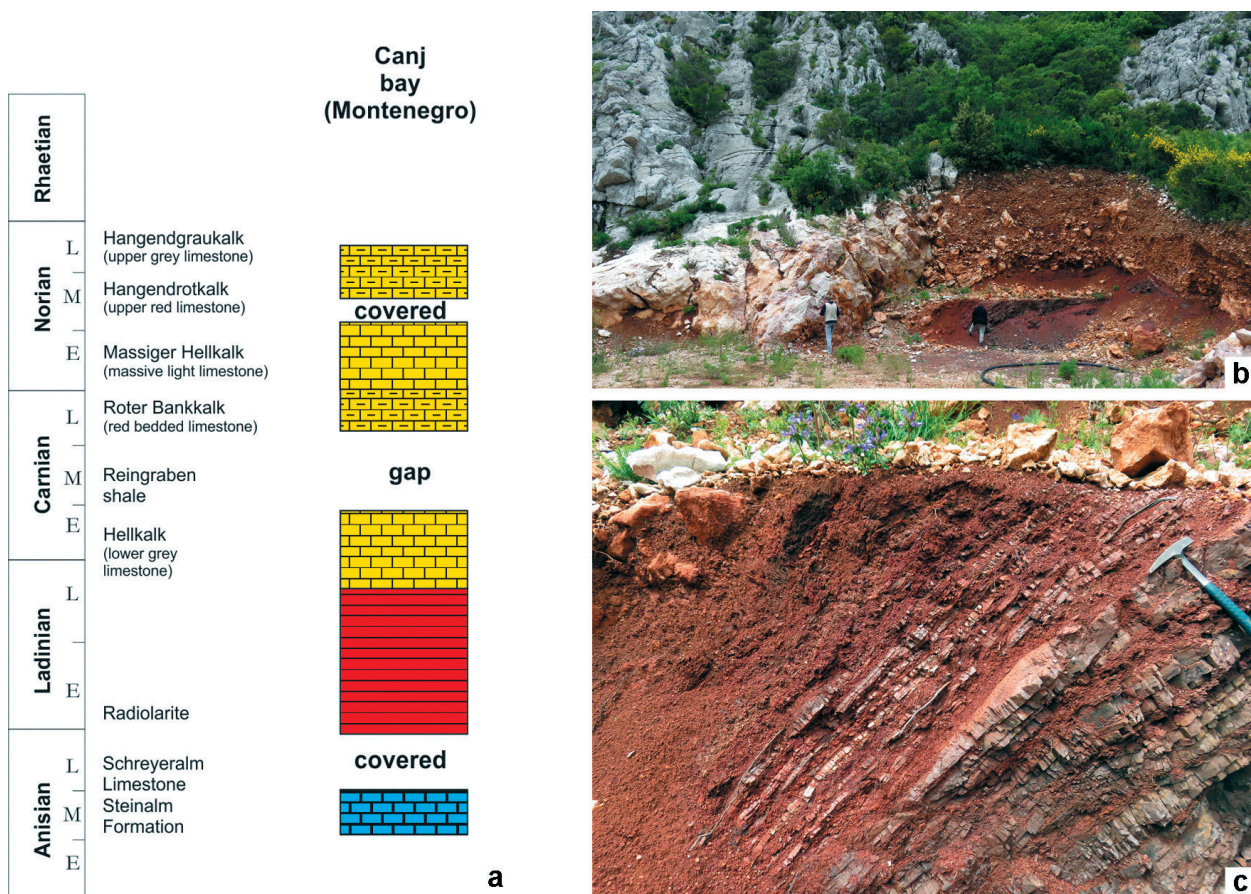 Canj
bay
(Montenegro)
Rhaetian
Norian
L
M
E
Hangendgraukalk
(upper grey limestone)
Hangendrotkalk
(upper red limestone)
Massiger Hellkalk
(massive light limestone)
covered
Carnian
L
M
E
Roter Bankkalk
(red bedded limestone)
Reingraben
shale
Hellkalk
(lower grey
limestone)
gap
Ladinian
L
E
Radiolarite
Anisian
L
M
E
Schreyeralm
Limestone
Steinalm
Formation
covered
a
b
c